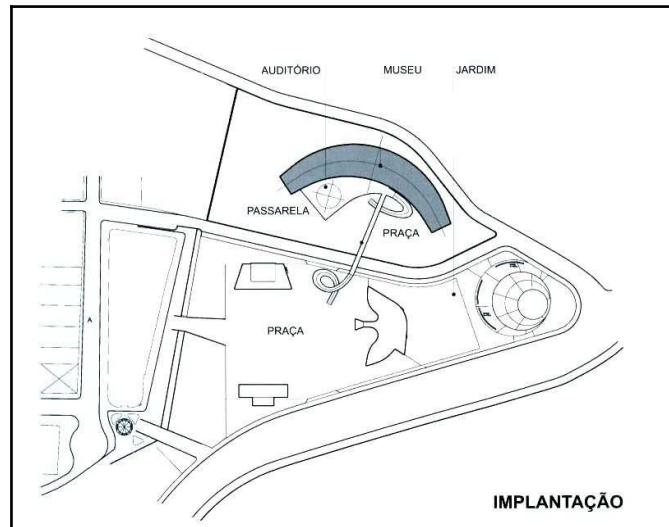 AUDITÓRIO MUSEU JARDIM
PASSARELA
PRAÇA
PRAÇA
A
IMPLANTAÇÃO